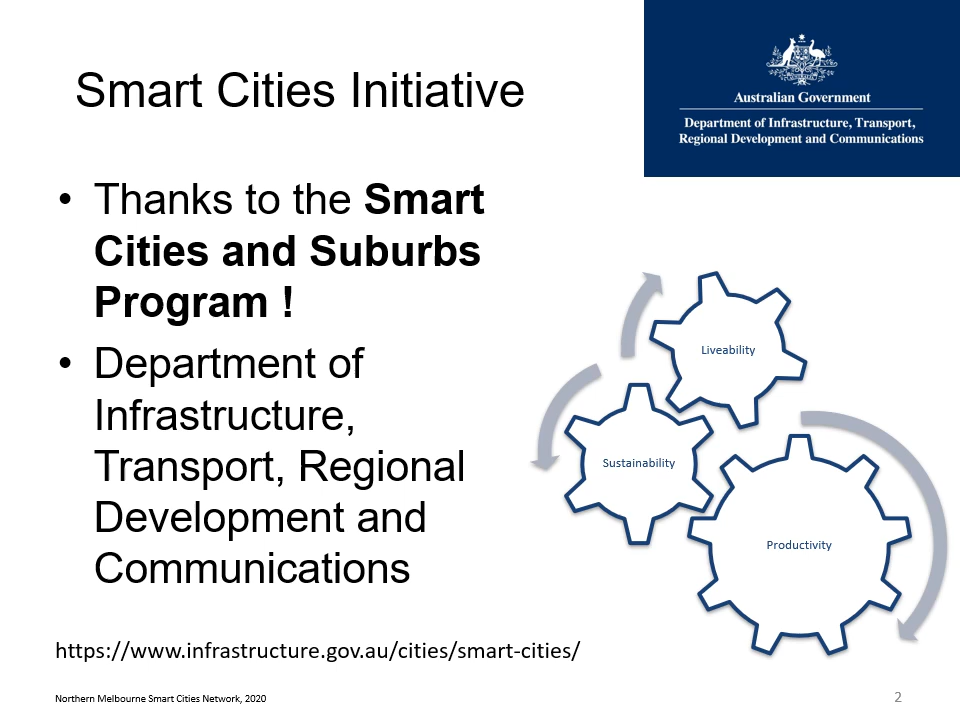 Smart Cities Initiative
Australian Government
Department of Infrastructure, Transport,
Regional Development and Communications
• Thanks to the Smart
Cities and Suburbs
Program !
• Department of
Infrastructure,
Transport, Regional
Development and
Communications
Liveability
Sustainability
Productivity
https://www.infrastructure.gov.au/cities/smart-cities/
Northern Melbourne Smart Cities Network, 2020
2